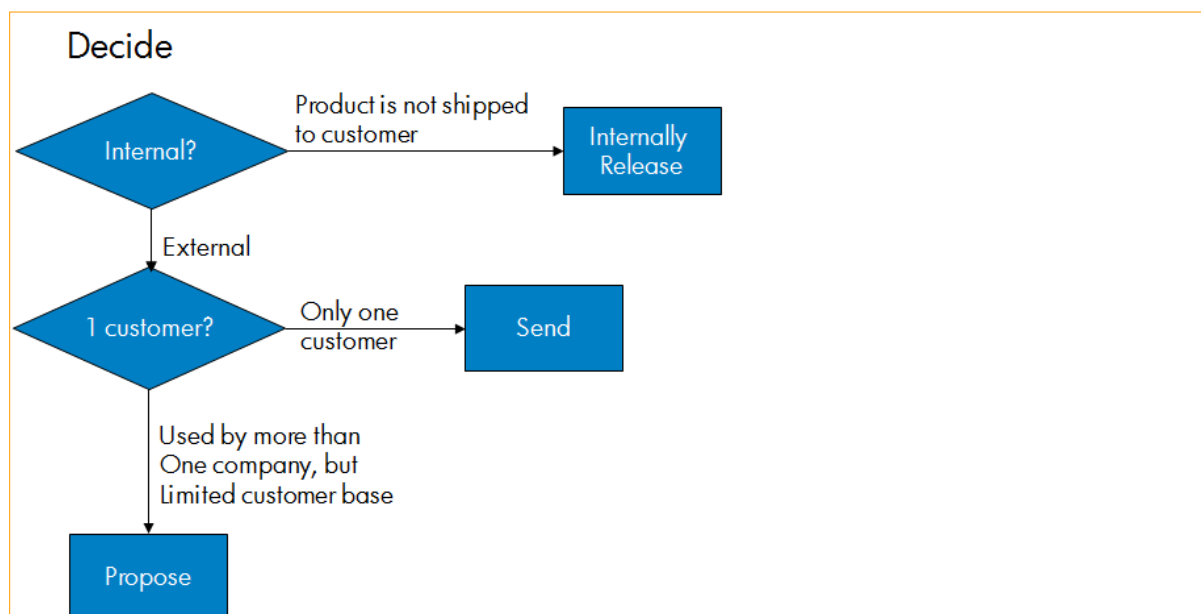 Decide
Internal?
Product is not shipped
to customer
Internally
Release
External
1 customer?
Only one
customer
Send
Used by more than
One company, but
Limited customer base
Propose